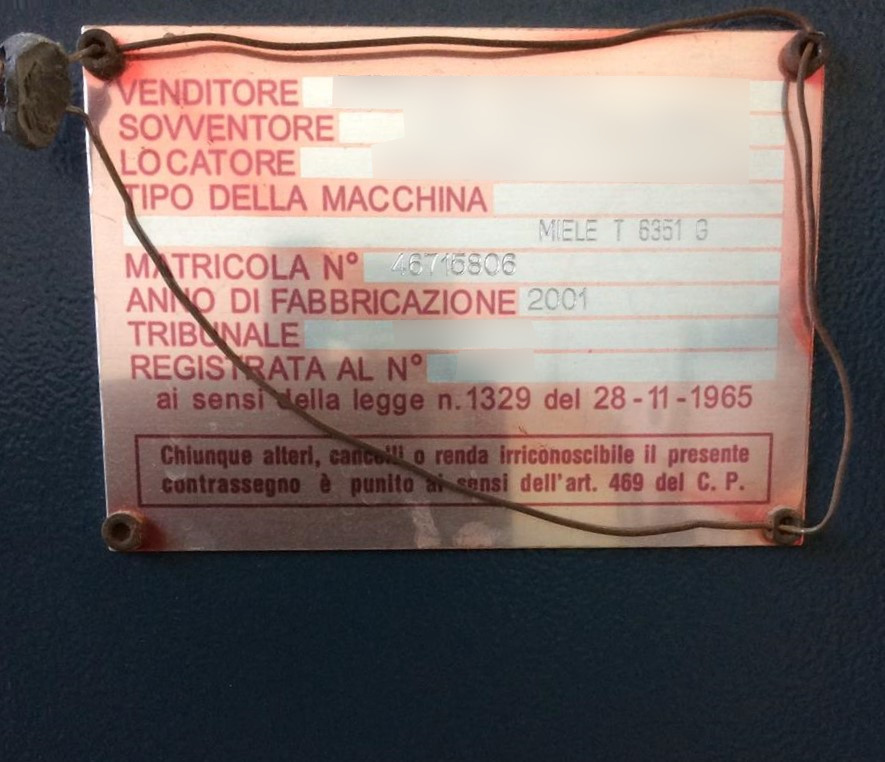 VENDITORE
SOVVENTORE
LOCATORE
TIPO DELLA MACCHINA
MIELE T 6351 G
MATRICOLA N° 46715806
ANNO DI FABBRICAZIONE 2001
TRIBUNALE
REGISTRATA AL N°
ai sensi della legge n.1329 del 28-11-1965
Chiunque alteri, cancelli o renda irriconoscibile il presente
contrassegno è punito ai sensi dell'art. 469 del C. P.